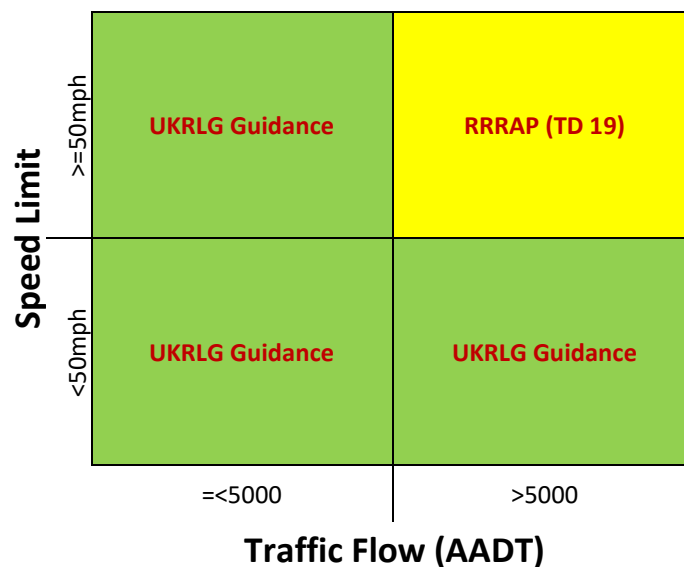 Speed Limit
>=50mph
UKRLG Guidance
RRRAP (TD 19)
<50mph
UKRLG Guidance
UKRLG Guidance
=<5000
>5000
Traffic Flow (AADT)